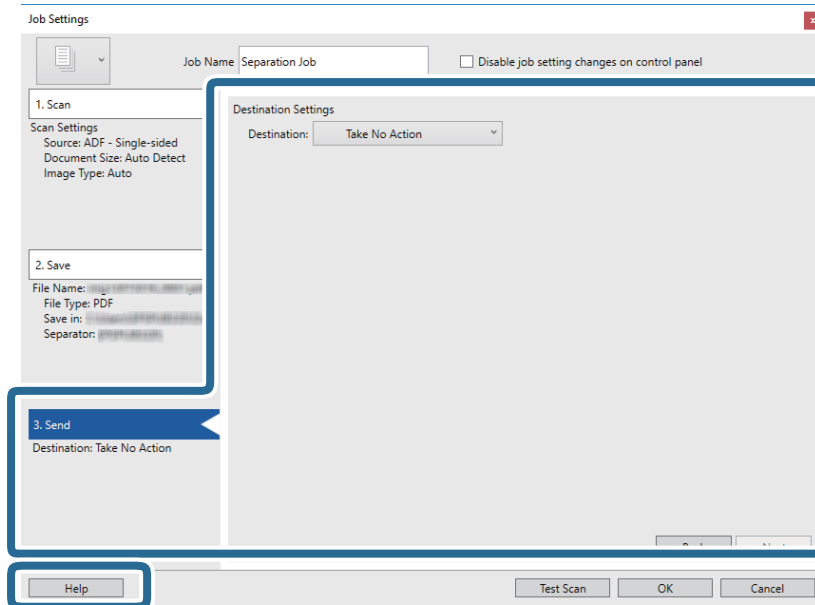 Job Settings
Job Name Separation Job Disable job setting changes on control panel
1. Scan
Scan Settings
Source: ADF - Single-sided
Document Size: Auto Detect
Image Type: Auto
2. Save
File Name:
File Type: PDF
Save in:
Separator:
3. Send
Destination: Take No Action
Destination Settings
Destination: Take No Action
Help
Test Scan
OK
Cancel